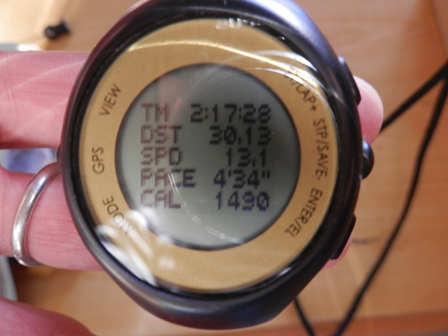 TM 2:17:28
DST 30,13
SPD 13,1
PACE 4'34"
CAL 1490
VIEW
GPS
MODE
LAP+
STP/SAVE-
ENTER/EL